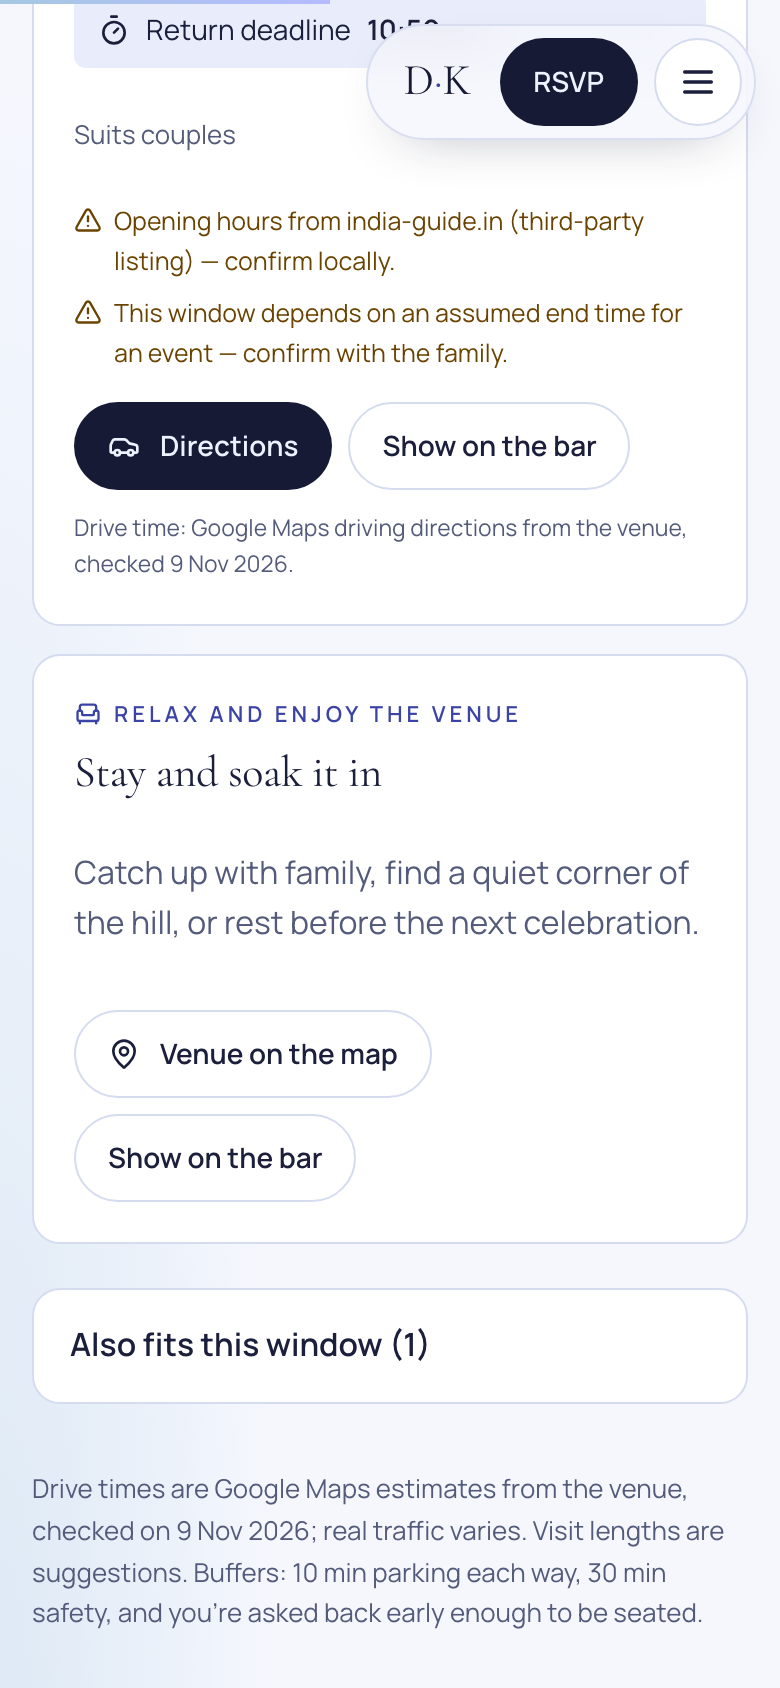 Return deadline
D·K
RSVP
Suits couples
Opening hours from india-guide.in (third-party
listing) — confirm locally.
This window depends on an assumed end time for
an event — confirm with the family.
Directions
Show on the bar
Drive time: Google Maps driving directions from the venue,
checked 9 Nov 2026.
RELAX AND ENJOY THE VENUE
Stay and soak it in
Catch up with family, find a quiet corner of
the hill, or rest before the next celebration.
Venue on the map
Show on the bar
Also fits this window (1)
Drive times are Google Maps estimates from the venue,
checked on 9 Nov 2026; real traffic varies. Visit lengths are
suggestions. Buffers: 10 min parking each way, 30 min
safety, and you’re asked back early enough to be seated.